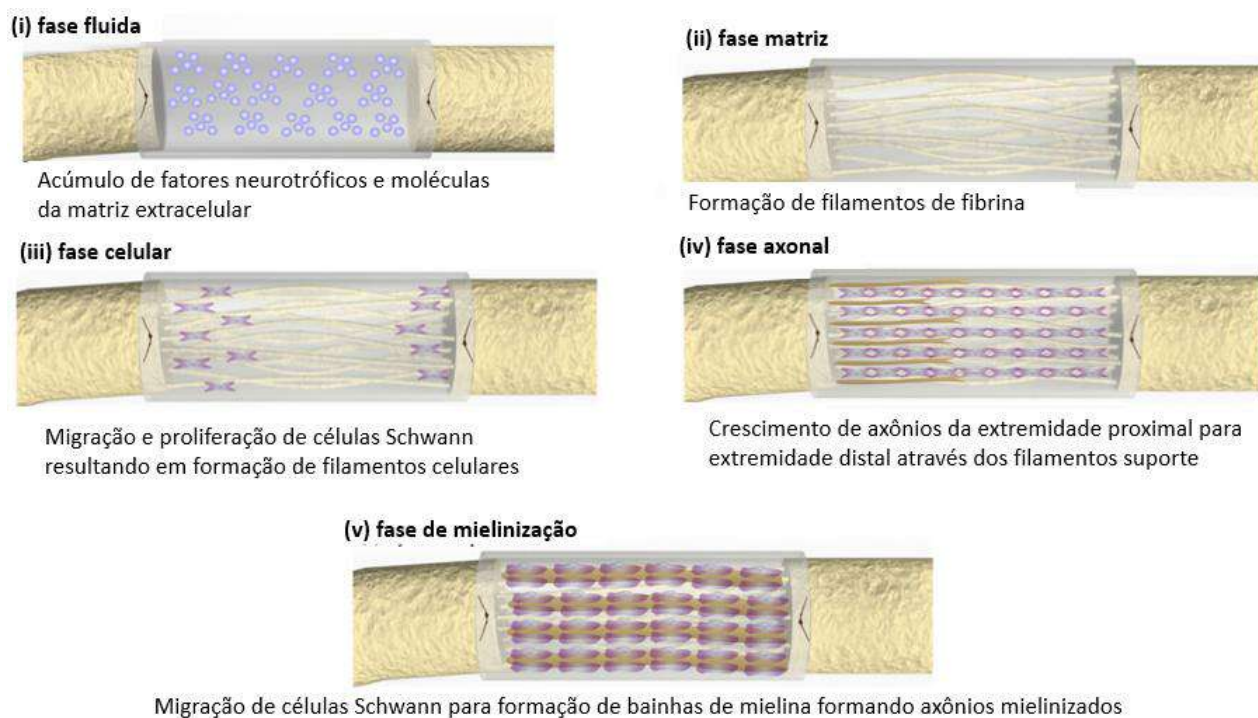 (i) fase fluida
Acúmulo de fatores neurotróficos e moléculas
da matriz extracelular
(ii) fase matriz
Formação de filamentos de fibrina
(iii) fase celular
Migração e proliferação de células Schwann
resultando em formação de filamentos celulares
(iv) fase axonal
Crescimento de axônios da extremidade proximal para
extremidade distal através dos filamentos suporte
(v) fase de mielinização
Migração de células Schwann para formação de bainhas de mielina formando axônios mielinizados